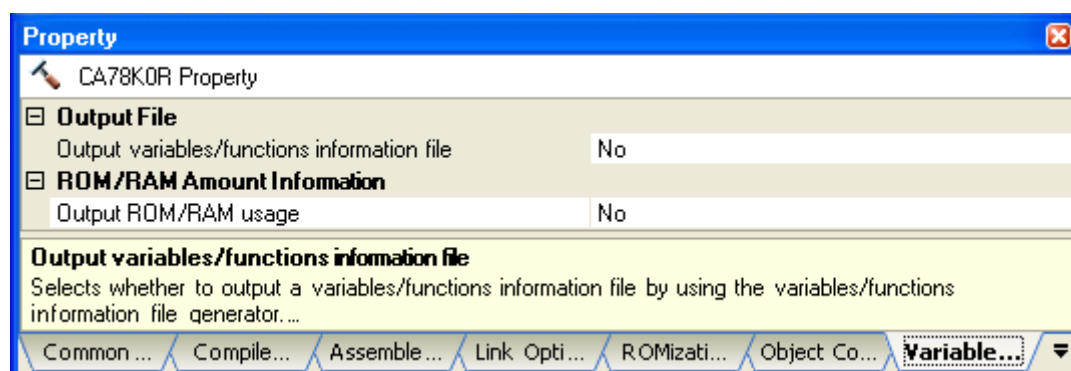 Property
CA78K0R Property
Output File
Output variables/functions information file No
ROM/RAM Amount Information
Output ROM/RAM usage No
Output variables/functions information file
Selects whether to output a variables/functions information file by using the variables/functions
information file generator....
Common ... Compile... Assemble... Link Opti... ROMizati... Object Co... Variable...